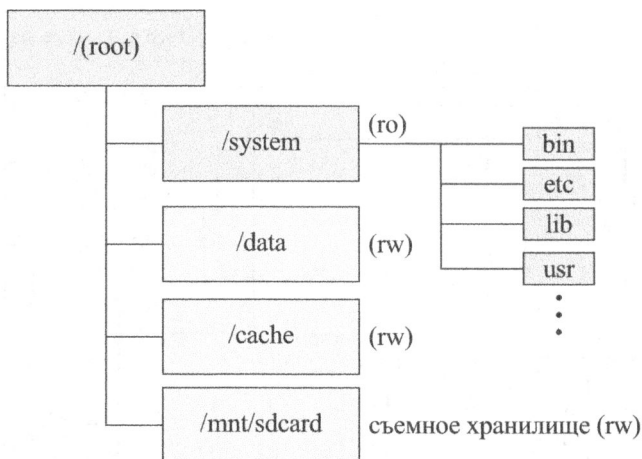 /(root)
/system
(ro)
bin
etc
lib
usr
/data
(rw)
/cache
(rw)
/mnt/sdcard
съемное хранилище (rw)